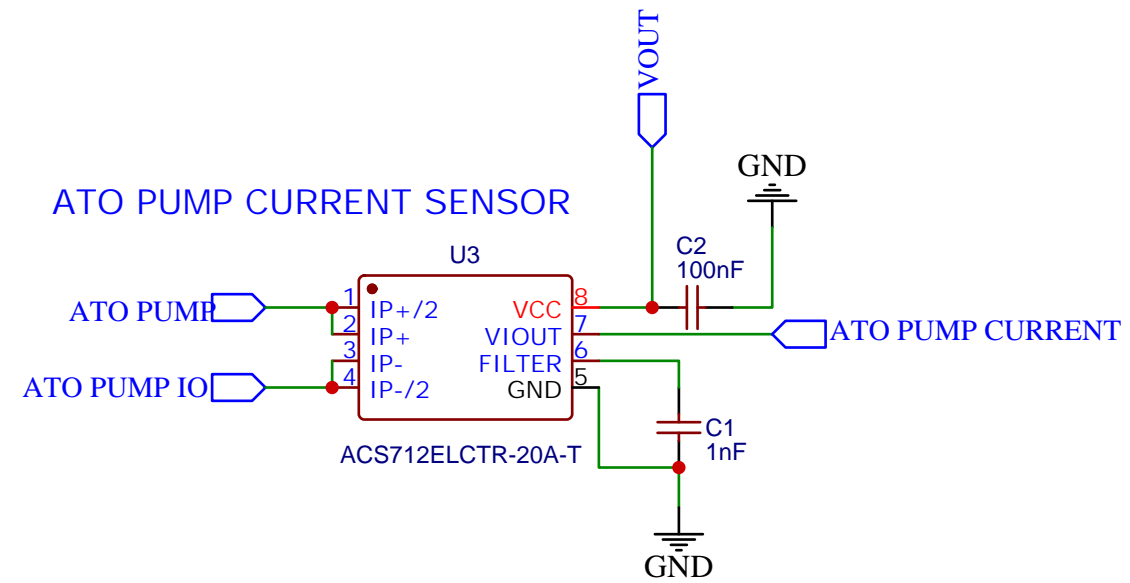 VOUT
GND
ATO PUMP CURRENT SENSOR
U3
C2
100nF
ATO PUMP
1
IP+/2
VCC
8
2
IP+
VIOUT
7
ATO PUMP CURRENT
3
IP-
FILTER
6
ATO PUMP IO
4
IP-/2
GND
5
C1
1nF
ACS712ELCTR-20A-T
GND